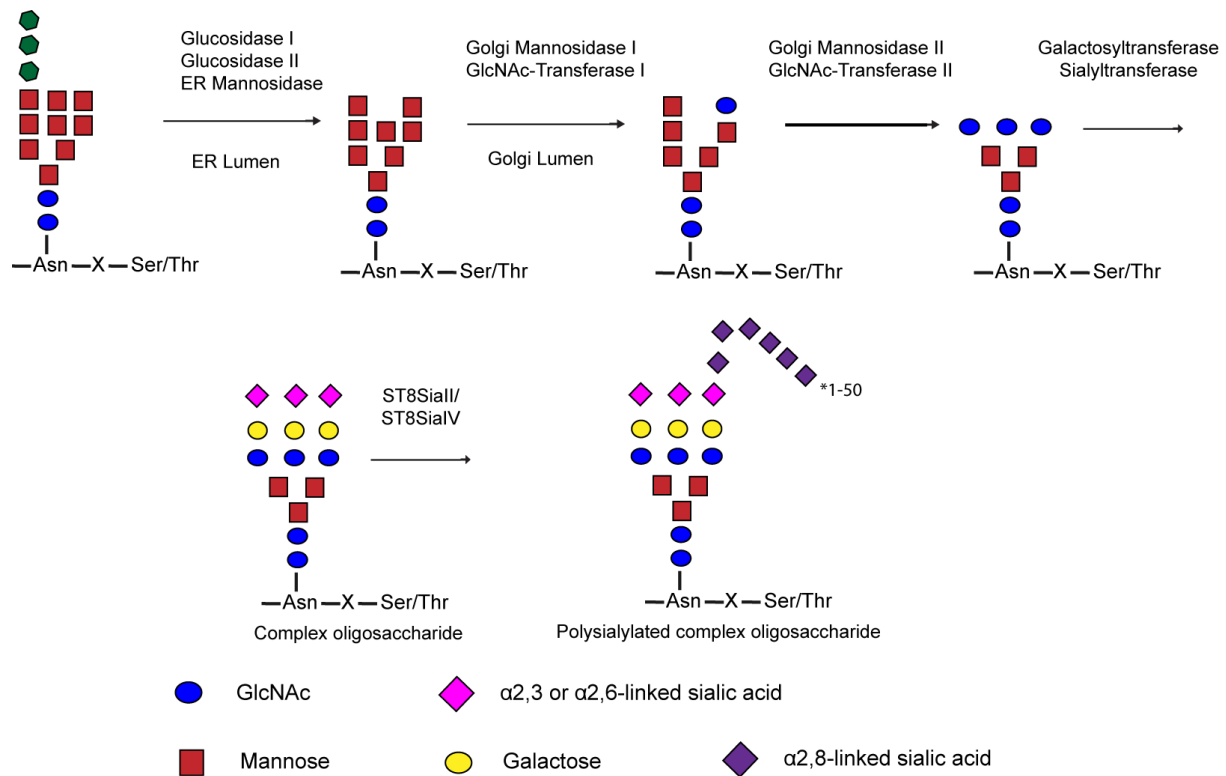 Glucosidase I
Glucosidase II
ER Mannosidase
ER Lumen
Golgi Mannosidase I
GlcNAc-Transferase I
Golgi Lumen
Golgi Mannosidase II
GlcNAc-Transferase II
Galactosyltransferase
Sialyltransferase
Asn X Ser/Thr
Asn X Ser/Thr
Asn X Ser/Thr
Asn X Ser/Thr
ST8SiaII/
ST8SiaIV
*1-50
Asn X Ser/Thr
Complex oligosaccharide
Asn X Ser/Thr
Polysialylated complex oligosaccharide
GlcNAc
α2,3 or α2,6-linked sialic acid
Mannose
Galactose
α2,8-linked sialic acid